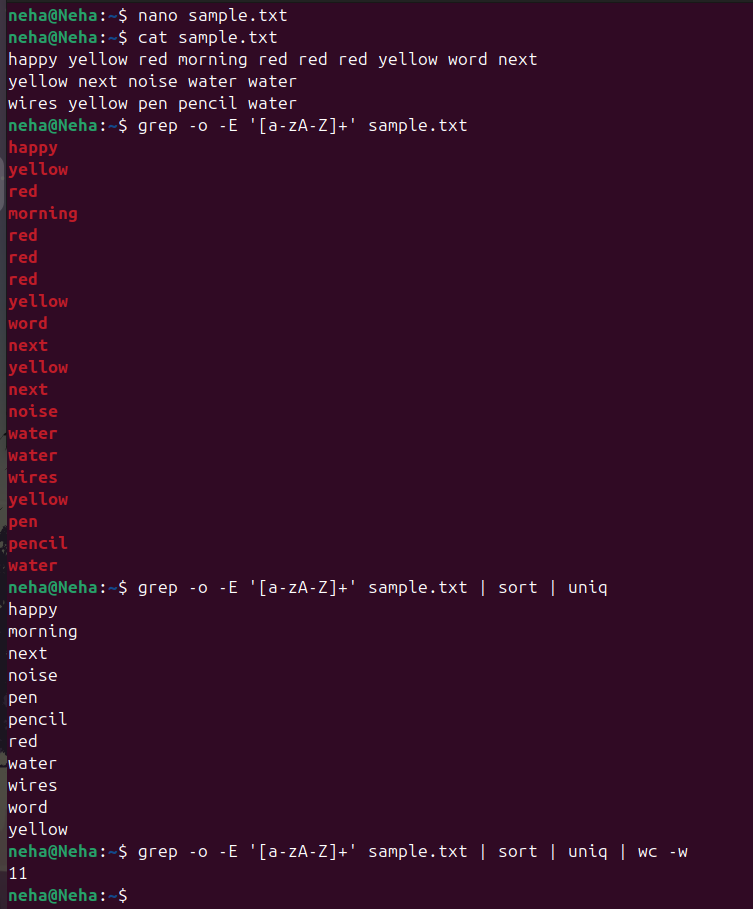 neha@Neha:~$ nano sample.txt
neha@Neha:~$ cat sample.txt
happy yellow red morning red red red yellow word next
yellow next noise water water
wires yellow pen pencil water
neha@Neha:~$ grep -o -E '[a-zA-Z]+' sample.txt
happy
yellow
red
morning
red
red
red
yellow
word
next
yellow
next
noise
water
water
wires
yellow
pen
pencil
water
neha@Neha:~$ grep -o -E '[a-zA-Z]+' sample.txt | sort | uniq
happy
morning
next
noise
pen
pencil
red
water
wires
word
yellow
neha@Neha:~$ grep -o -E '[a-zA-Z]+' sample.txt | sort | uniq | wc -w
11
neha@Neha:~$